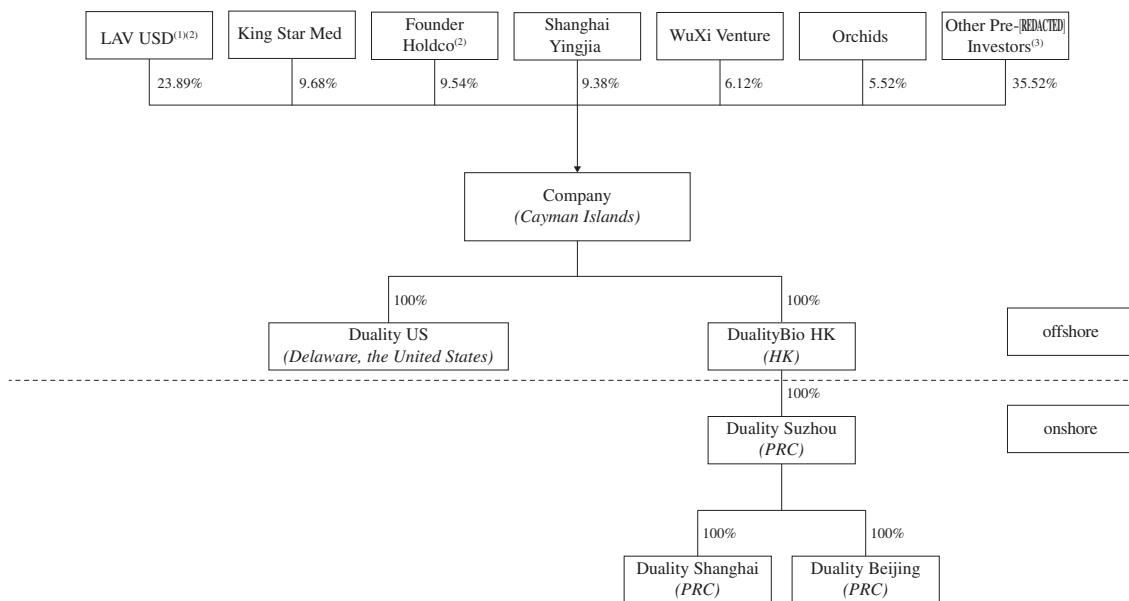 LAV USD(1)(2)
King Star Med
Founder
Holdco(2)
Shanghai
Yingjia
WuXi Venture
Orchids
Other Pre-[REDACTED]
Investors(3)
23.89%
9.68%
9.54%
9.38%
6.12%
5.52%
35.52%
Company
(Cayman Islands)
100%
100%
Duality US
(Delaware, the United States)
DualityBio HK
(HK)
offshore
100%
Duality Suzhou
(PRC)
onshore
100%
100%
Duality Shanghai
(PRC)
Duality Beijing
(PRC)